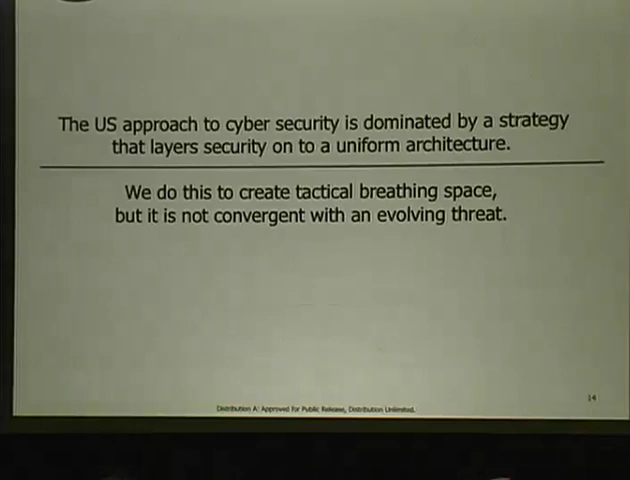 The US approach to cyber security is dominated by a strategy
that layers security on to a uniform architecture.
We do this to create tactical breathing space,
but it is not convergent with an evolving threat.
Distribution A: Approved for Public Release, Distribution Unlimited.
14